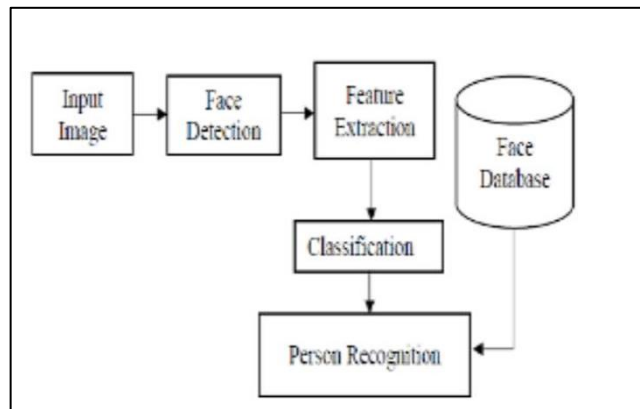 Input
Image
Face
Detection
Feature
Extraction
Face
Database
Classification
Person Recognition